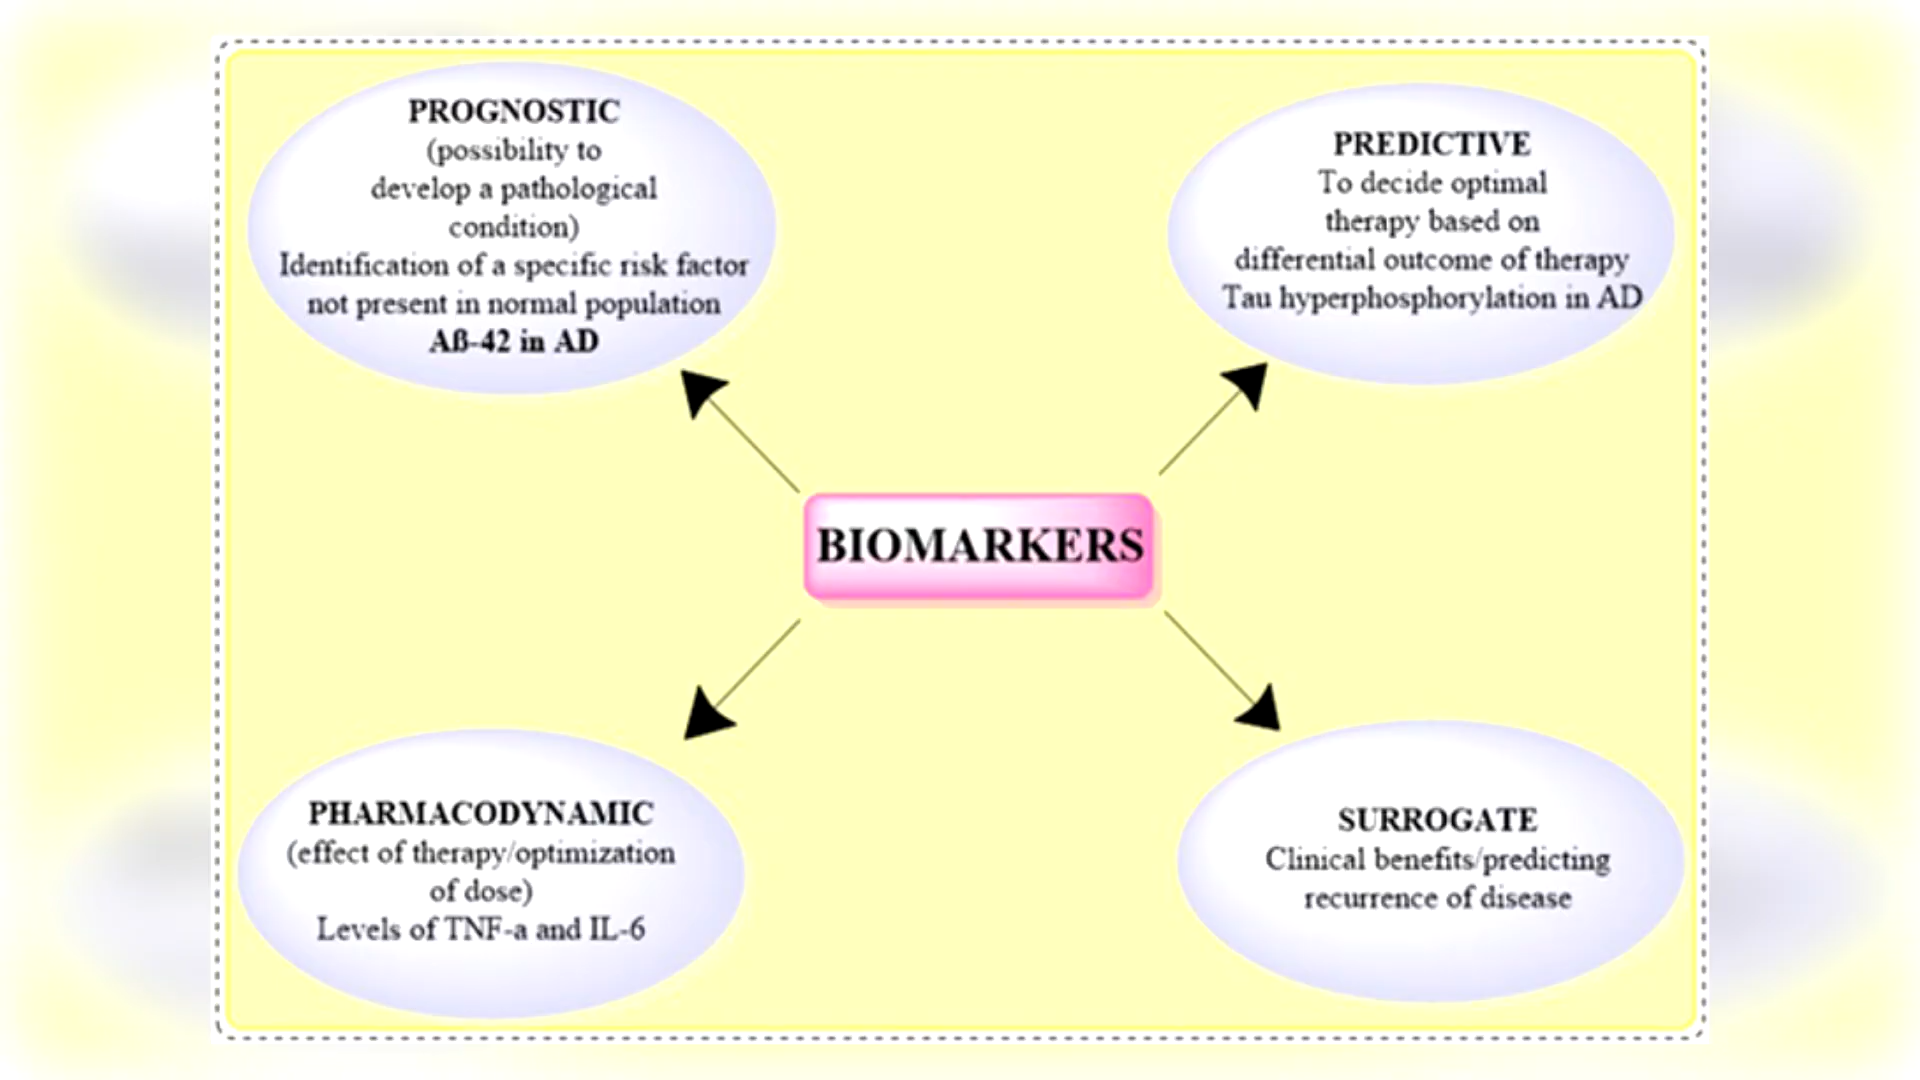 PROGNOSTIC
(possibility to
develop a pathological
condition)
Identification of a specific risk factor
not present in normal population
Aß-42 in AD
PREDICTIVE
To decide optimal
therapy based on
differential outcome of therapy
Tau hyperphosphorylation in AD
BIOMARKERS
PHARMACODYNAMIC
(effect of therapy/optimization
of dose)
Levels of TNF-a and IL-6
SURROGATE
Clinical benefits/predicting
recurrence of disease